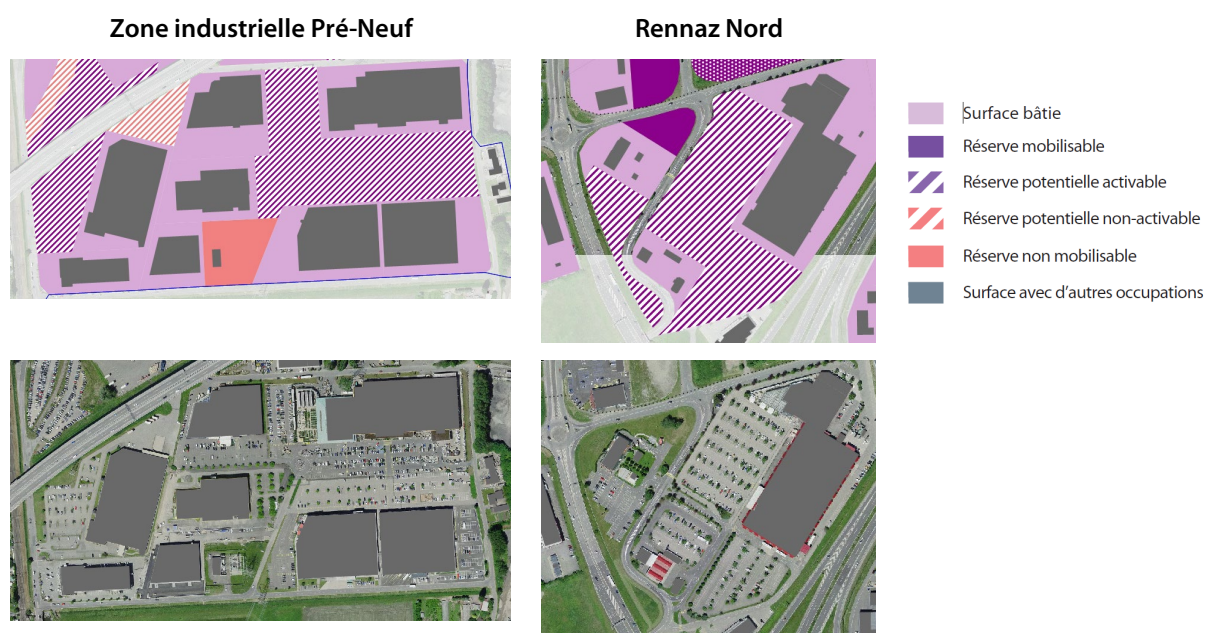 Zone industrielle Pré-Neuf
Rennaz Nord
Surface bâtie
Réserve mobilisable
Réserve potentielle activable
Réserve potentielle non-activable
Réserve non mobilisable
Surface avec d'autres occupations